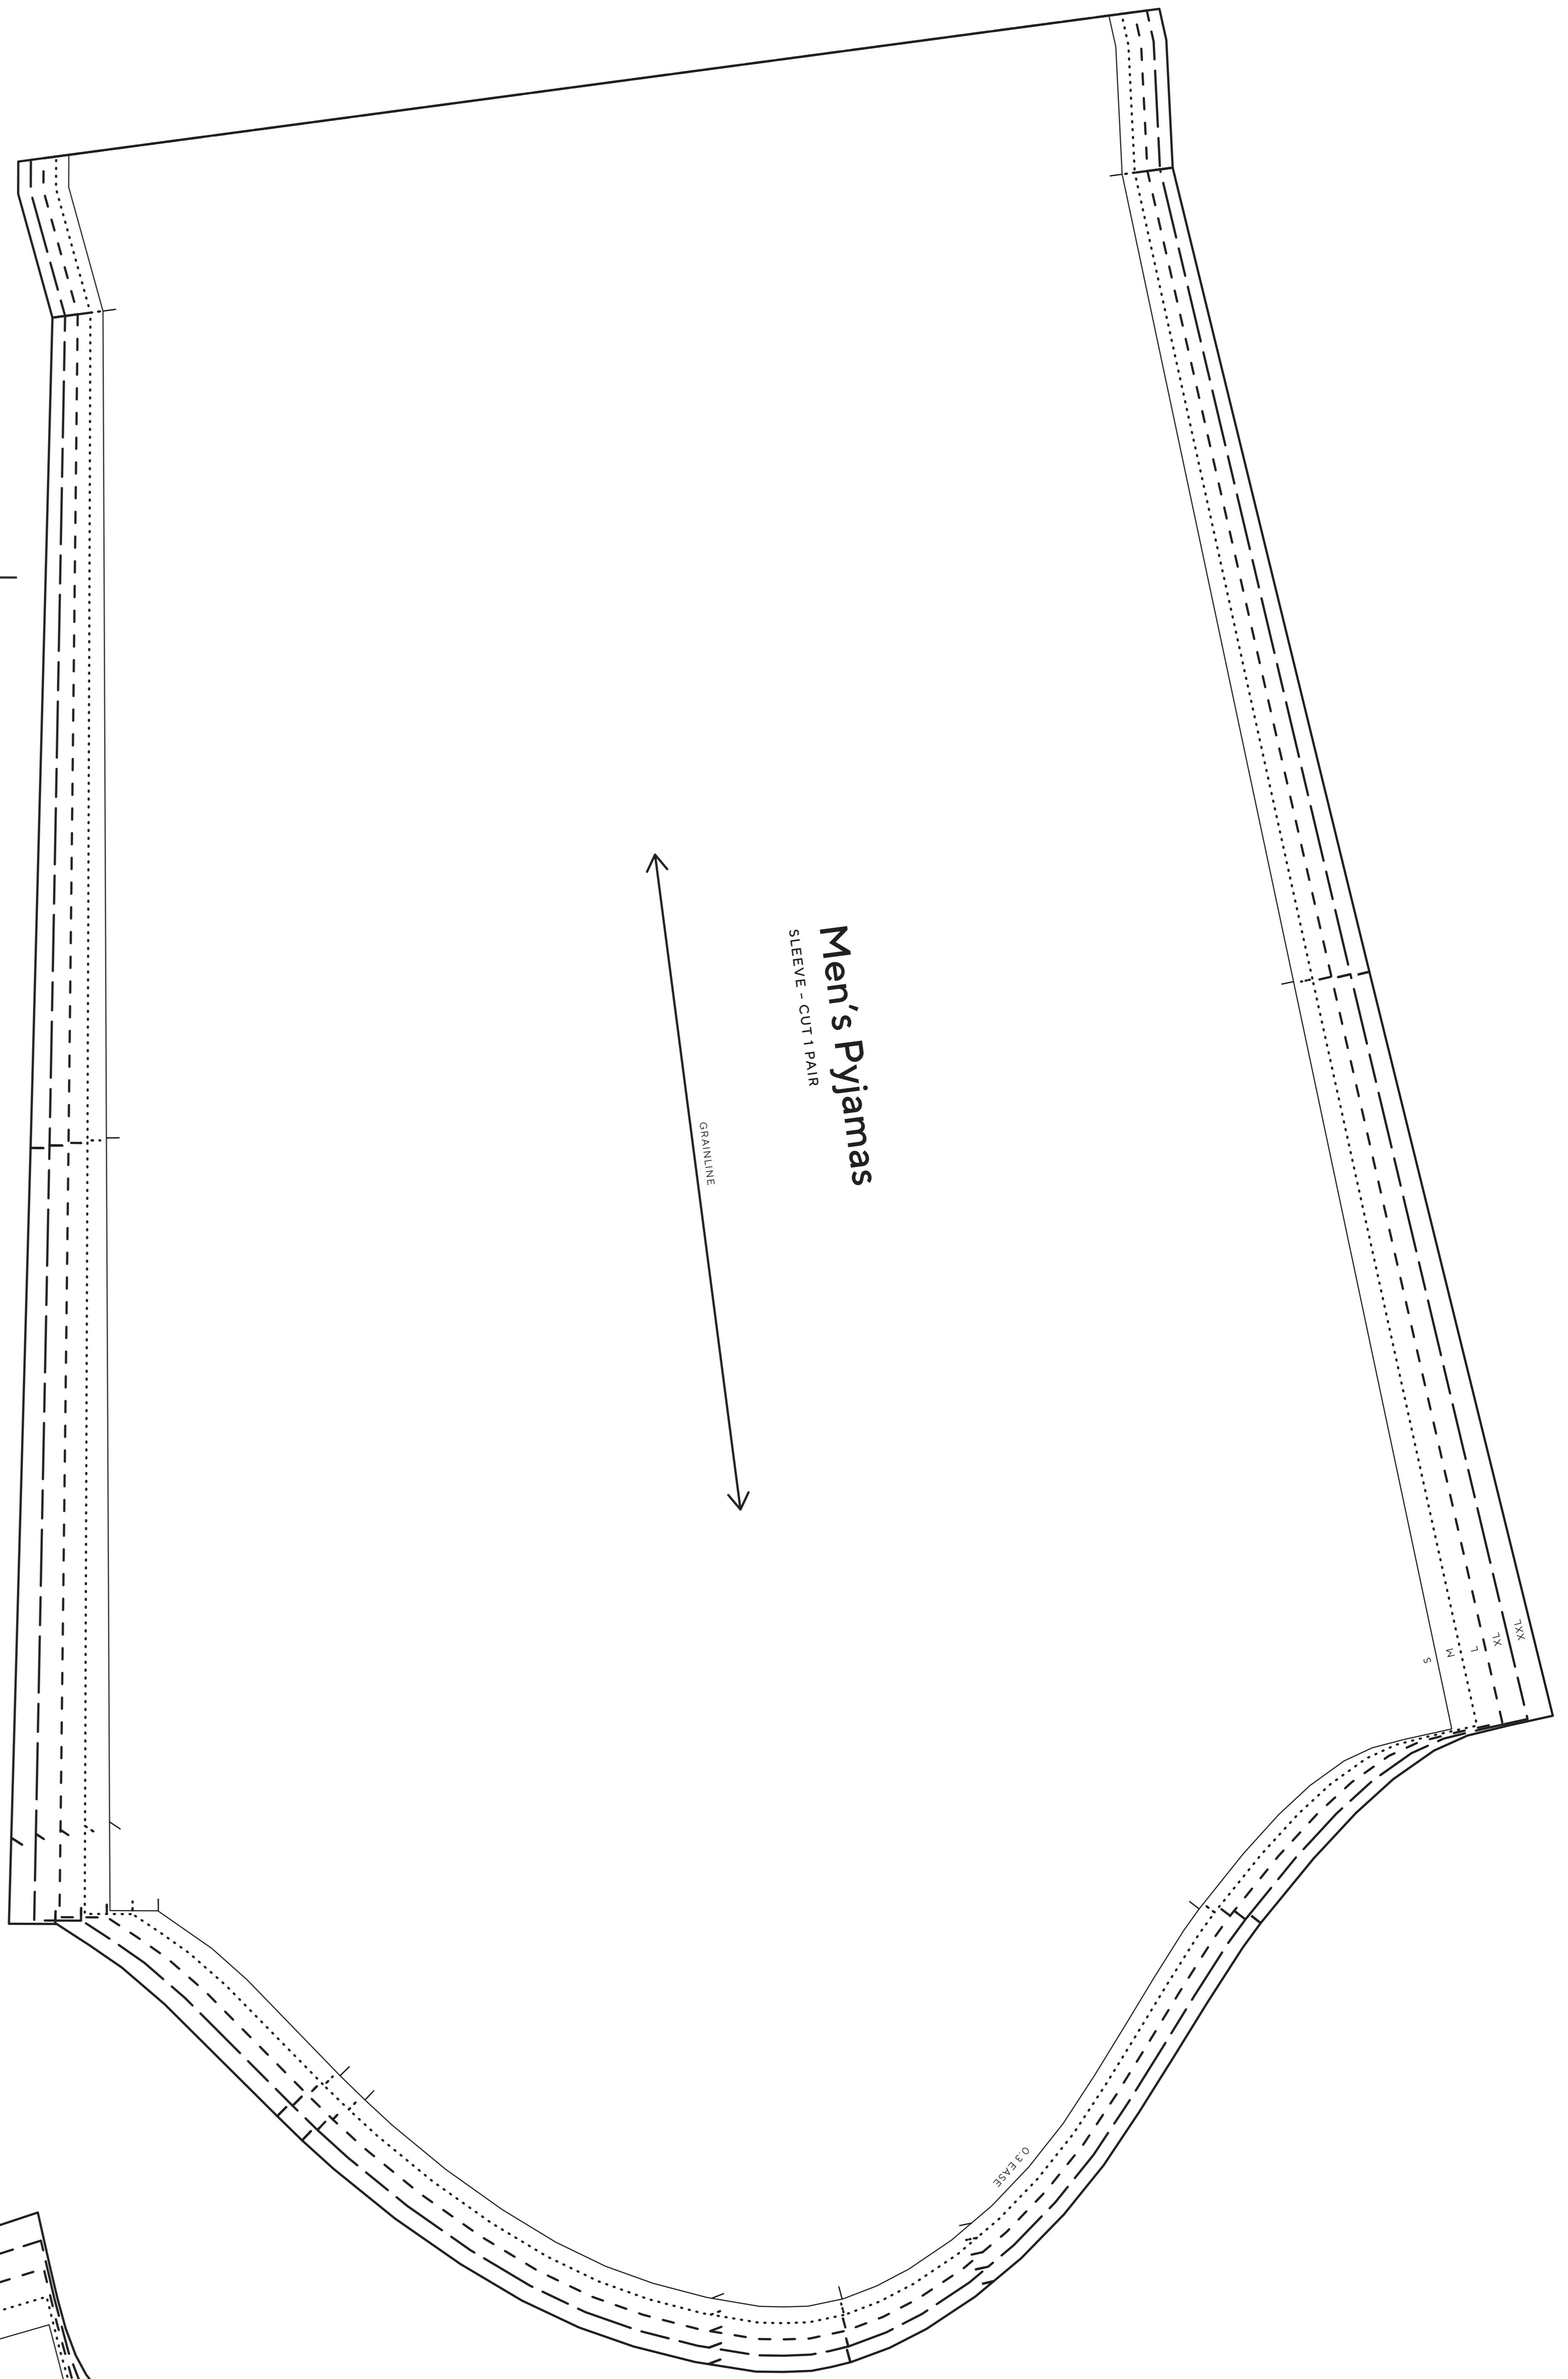 Men's Pyjamas
SLEEVE - CUT 1 PAIR
GRAINLINE
XXL
XL
L
M
S
0.3 EASE